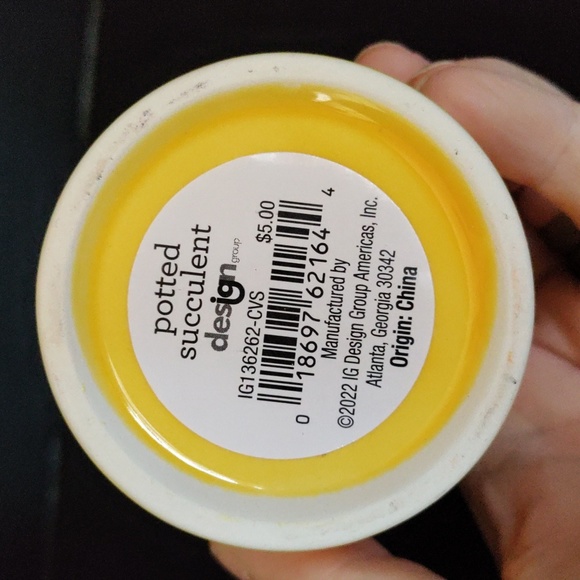 potted
succulent
design
group
IG136262-CVS $5.00
0 18697 62164 4
Manufactured by
©2022 IG Design Group Americas, Inc.
Atlanta, Georgia 30342
Origin: China